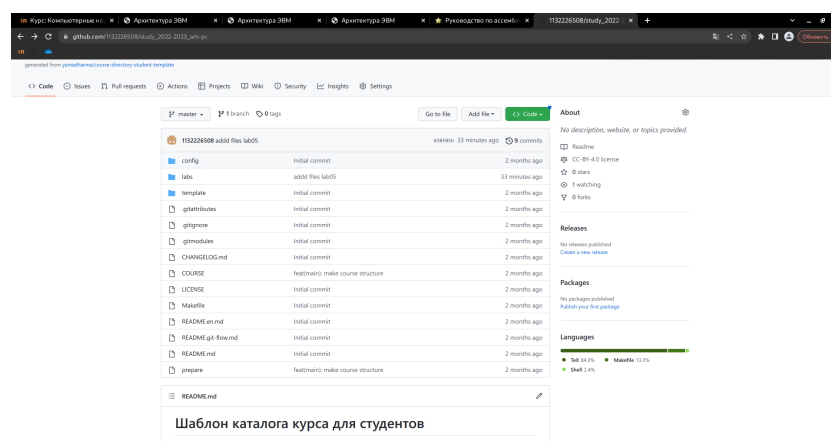 Курс: Компьютерные на Архитектура ЭВМ Архитектура ЭВМ Архитектура ЭВМ Руководство по ассембл 1132226508/study_2022-2
github.com/1132226508/study_2022-2023_arh-pc Обновить
generated from yamadharma/course-directory-student-template
Code Issues Pull requests Actions Projects Wiki Security Insights Settings
master 1 branch 0 tags Go to file Add file Code
1132226508 addd files lab05 33 minutes ago 9 commits
config Initial commit 2 months ago
labs addd files lab05 33 minutes ago
template Initial commit 2 months ago
.gitattributes Initial commit 2 months ago
.gitignore Initial commit 2 months ago
.gitmodules Initial commit 2 months ago
CHANGELOG.md Initial commit 2 months ago
COURSE feat(main): make course structure 2 months ago
LICENSE Initial commit 2 months ago
Makefile Initial commit 2 months ago
README.en.md Initial commit 2 months ago
README.git-flow.md Initial commit 2 months ago
README.md Initial commit 2 months ago
prepare feat(main): make course structure 2 months ago
README.md
Шаблон каталога курса для студентов
About
No description, website, or topics provided.
Readme
CC-BY-4.0 license
0 stars
1 watching
0 forks
Releases
No releases published
Create a new release
Packages
No packages published
Publish your first package
Languages
TeX 84.3% Makefile 13.3%
Shell 2.4%